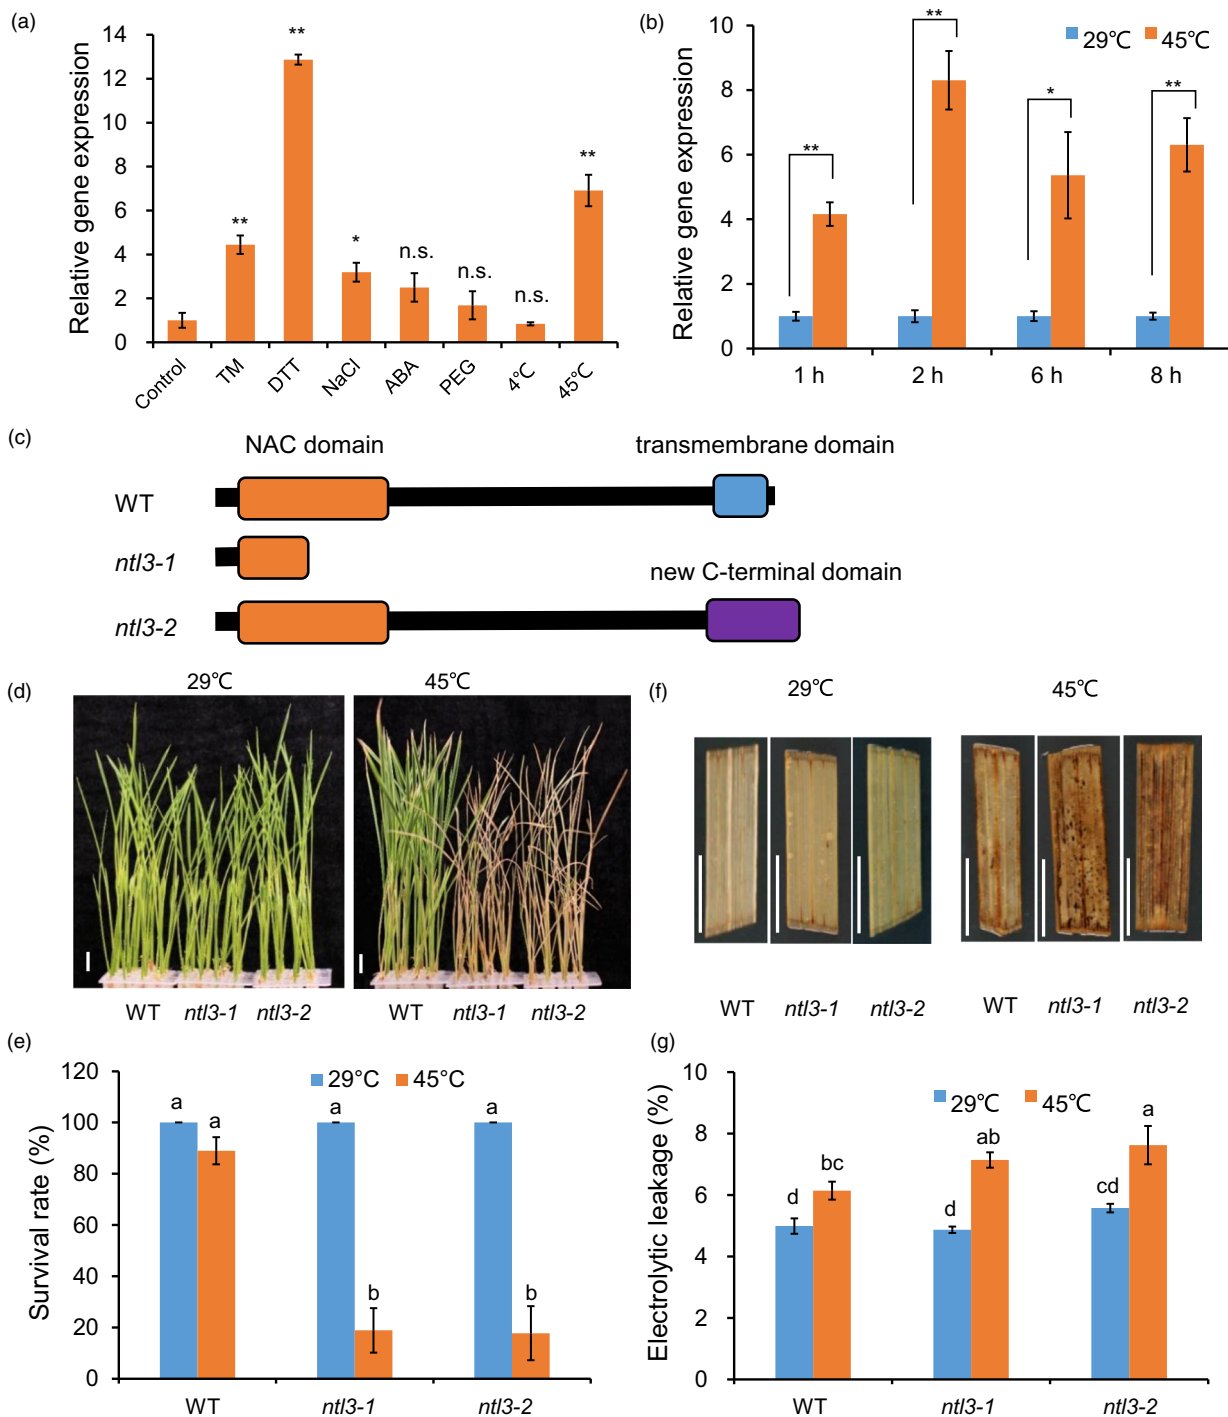 (a)
Relative gene expression
14
12
10
8
6
4
2
0
**
**
*
n.s.
n.s.
n.s.
**
Control
TM
DTT
NaCl
ABA
PEG
4℃
45℃
(b)
Relative gene expression
10
8
6
4
2
0
29℃ 45℃
**
**
*
**
1 h 2 h 6 h 8 h
(c)
NAC domain transmembrane domain
WT
ntl3-1
new C-terminal domain
ntl3-2
(d)
29℃ 45℃
WT ntl3-1 ntl3-2 WT ntl3-1 ntl3-2
(f)
29℃ 45℃
WT ntl3-1 ntl3-2 WT ntl3-1 ntl3-2
(e)
Survival rate (%)
120
100
80
60
40
20
0
29°C 45°C
a a a b a b
WT ntl3-1 ntl3-2
(g)
Electrolytic leakage (%)
10
8
6
4
2
0
29℃ 45℃
d bc d ab cd a
WT ntl3-1 ntl3-2